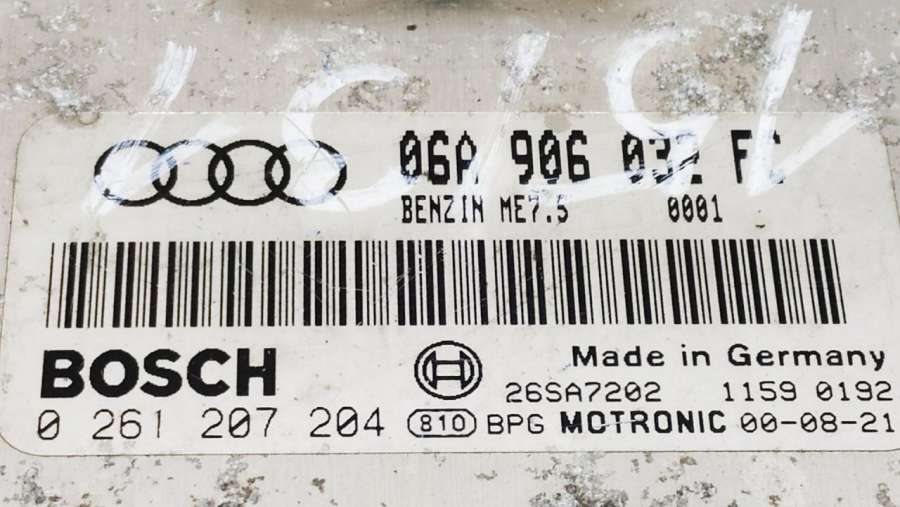 06A 906 032 FC
BENZIN ME7.5 0001
BOSCH
Made in Germany
26SA7202 1159 0192
0 261 207 204 810 BPG MOTRONIC 00-08-21